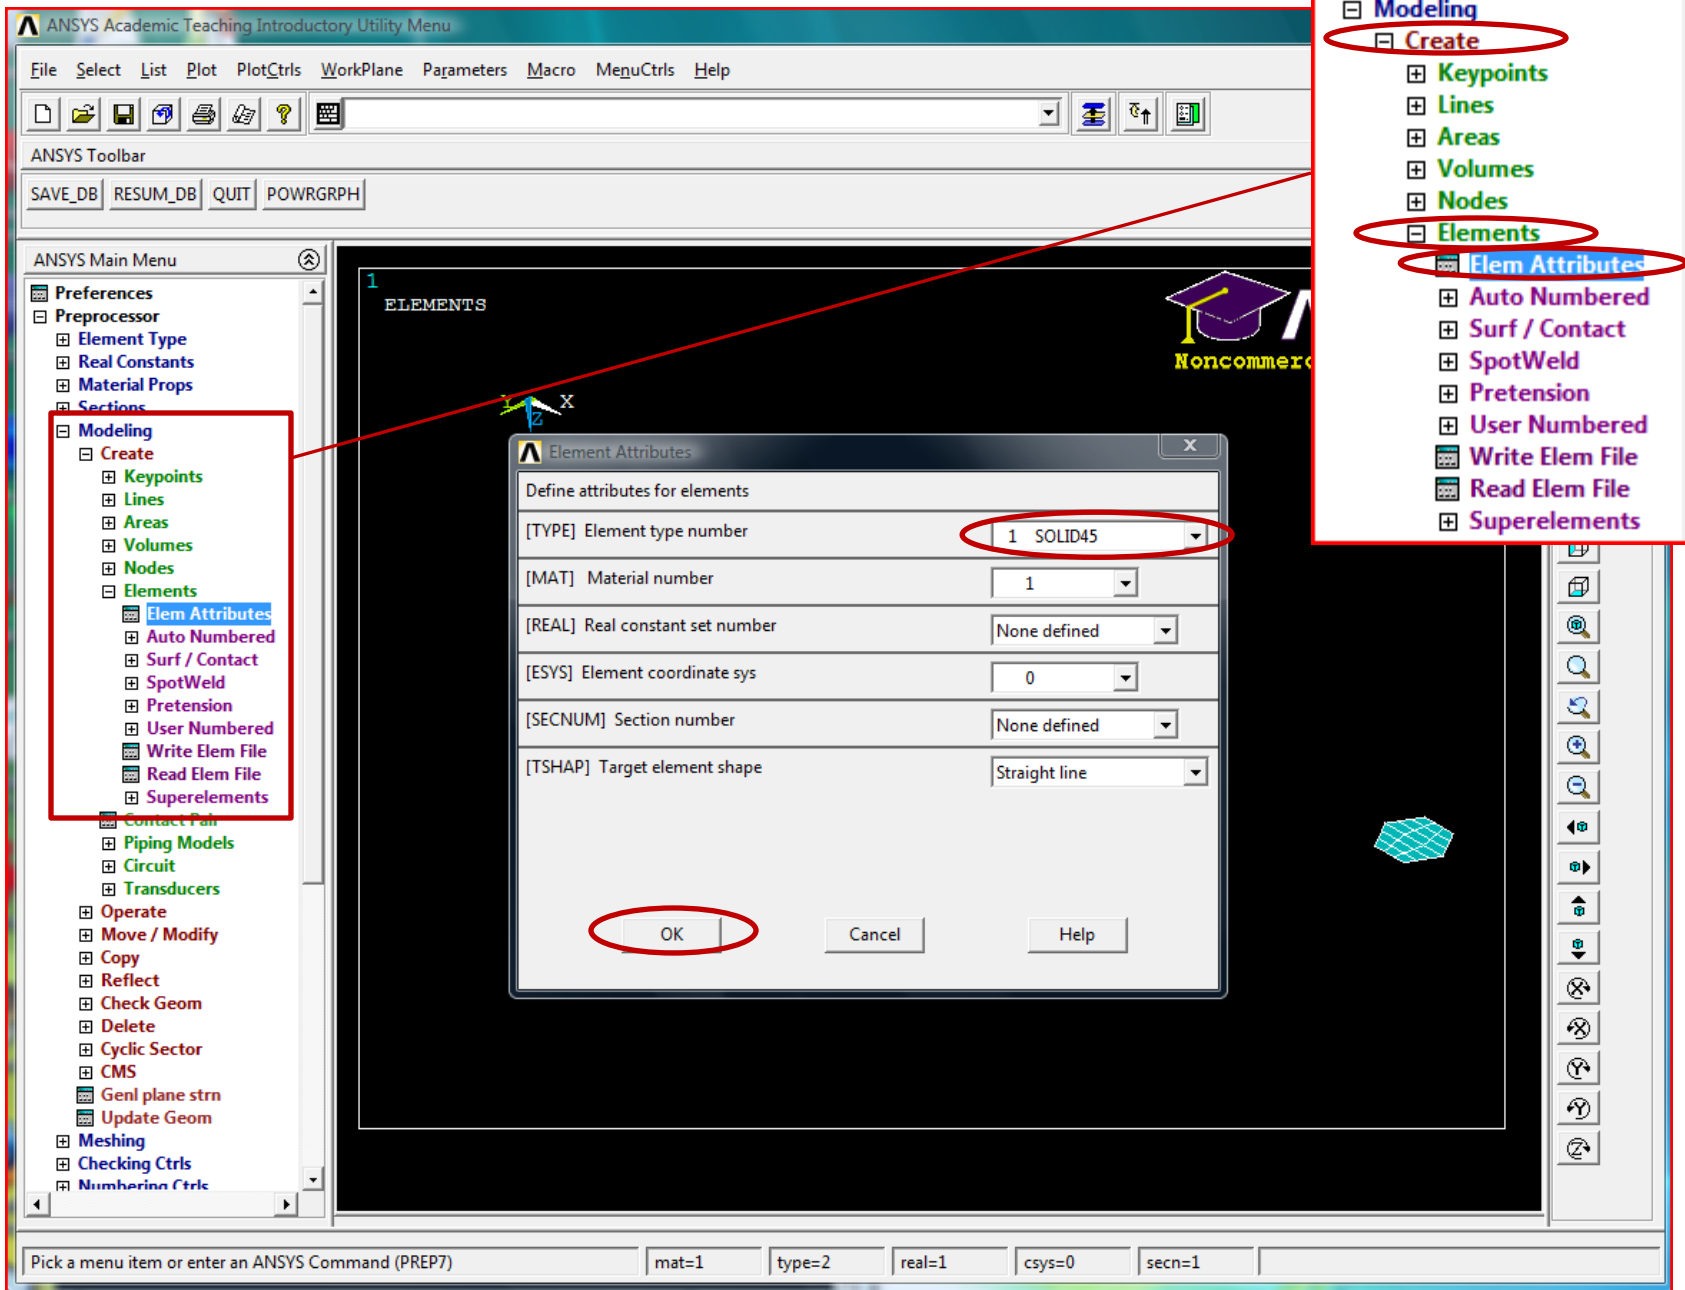 ANSYS Academic Teaching Introductory Utility Menu
File Select List Plot PlotCtrls WorkPlane Parameters Macro MenuCtrls Help
ANSYS Toolbar
SAVE_DB RESUM_DB QUIT POWRGRPH
ANSYS Main Menu
Preferences
Preprocessor
Element Type
Real Constants
Material Props
Sections
Modeling
Create
Keypoints
Lines
Areas
Volumes
Nodes
Elements
Elem Attributes
Auto Numbered
Surf / Contact
SpotWeld
Pretension
User Numbered
Write Elem File
Read Elem File
Superelements
Contact Pair
Piping Models
Circuit
Transducers
Operate
Move / Modify
Copy
Reflect
Check Geom
Delete
Cyclic Sector
CMS
Genl plane strn
Update Geom
Meshing
Checking Ctrls
Numbering Ctrls
1
ELEMENTS
Y X
Z
Element Attributes
X
Define attributes for elements
[TYPE] Element type number 1 SOLID45
[MAT] Material number 1
[REAL] Real constant set number None defined
[ESYS] Element coordinate sys 0
[SECNUM] Section number None defined
[TSHAP] Target element shape Straight line
OK Cancel Help
Modeling
Create
Keypoints
Lines
Areas
Volumes
Nodes
Elements
Elem Attributes
Auto Numbered
Surf / Contact
SpotWeld
Pretension
User Numbered
Write Elem File
Read Elem File
Superelements
X
X
Y
Y
Z
Pick a menu item or enter an ANSYS Command (PREP7) mat=1 type=2 real=1 csys=0 secn=1